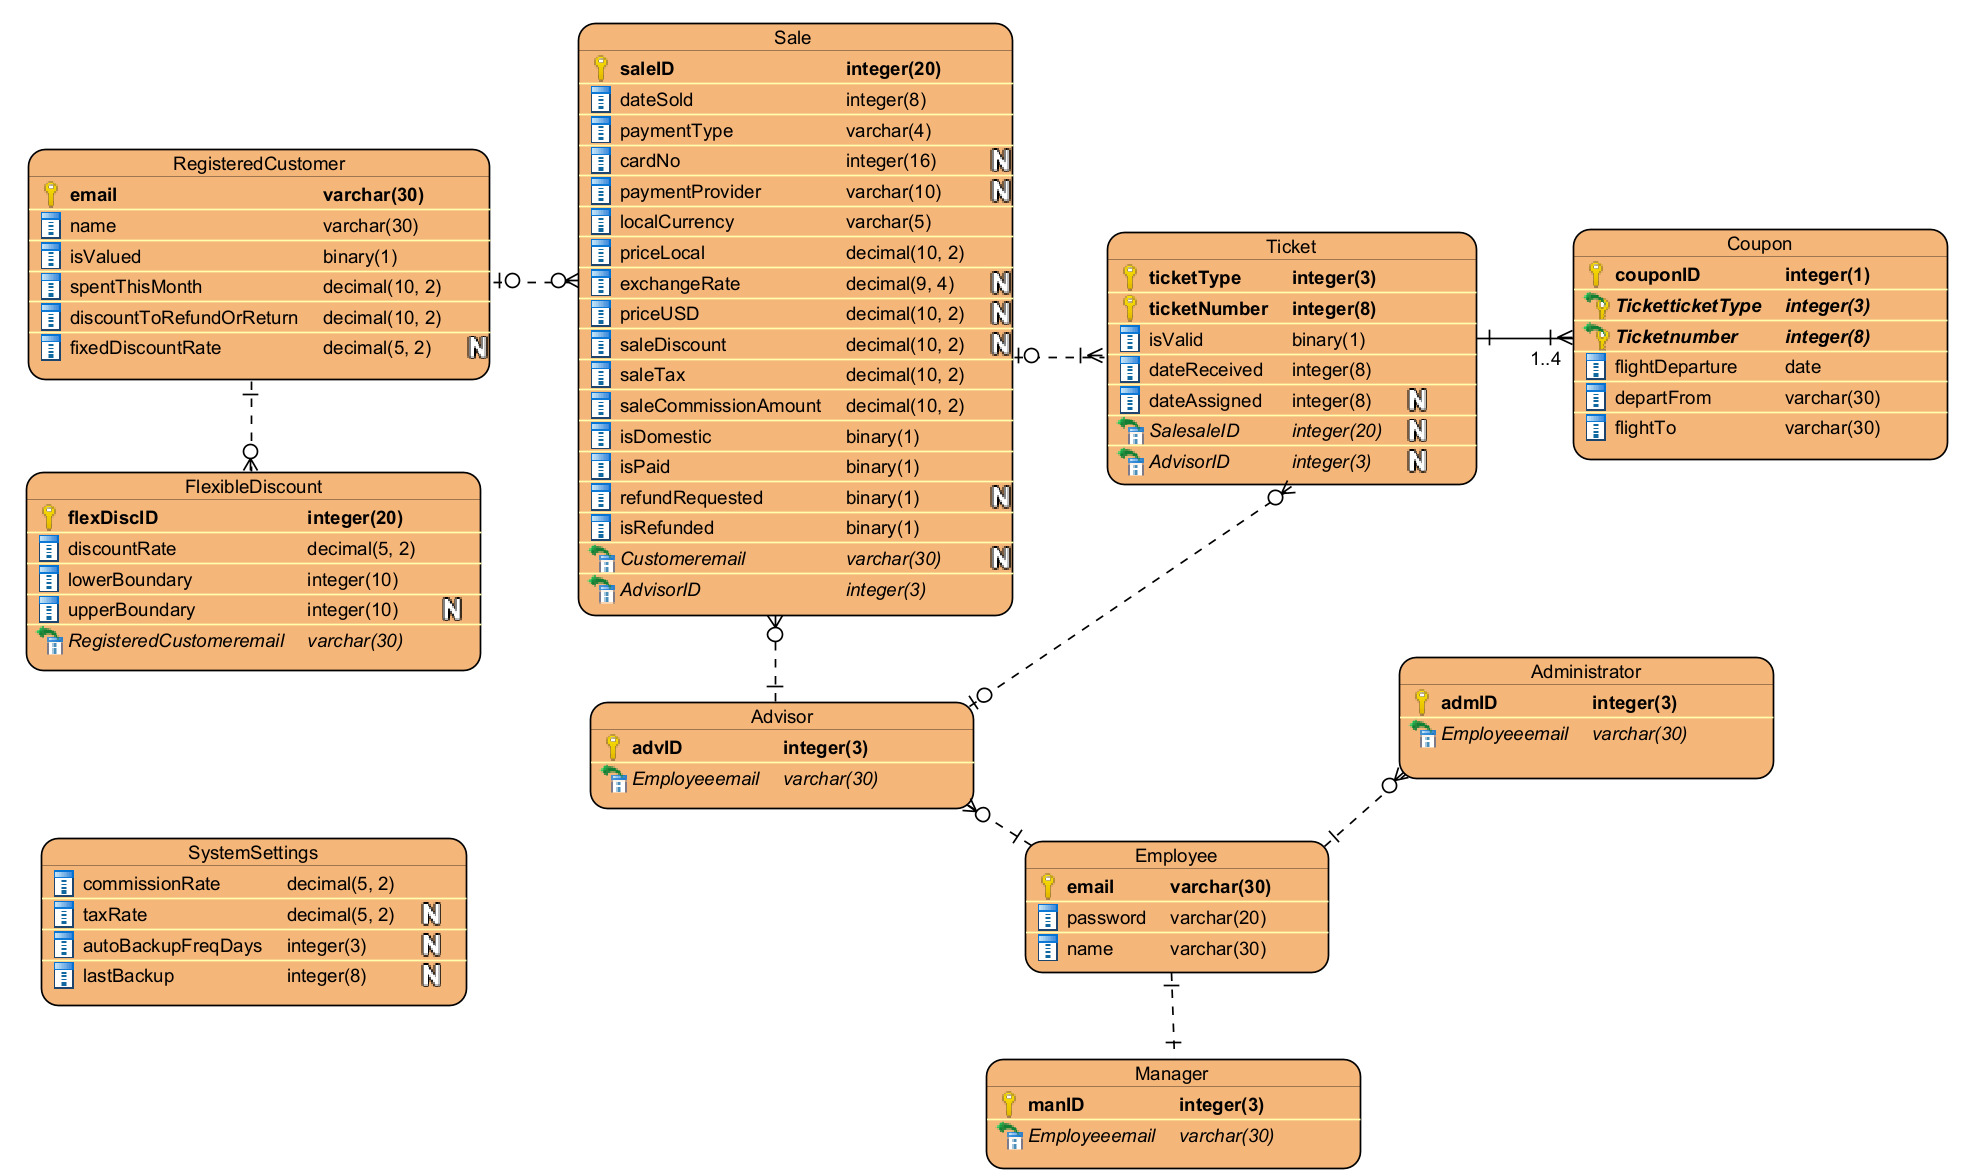 Sale
saleID integer(20)
dateSold integer(8)
paymentType varchar(4)
cardNo integer(16) N
paymentProvider varchar(10) N
localCurrency varchar(5)
priceLocal decimal(10, 2)
exchangeRate decimal(9, 4) N
priceUSD decimal(10, 2) N
saleDiscount decimal(10, 2) N
saleTax decimal(10, 2)
saleCommissionAmount decimal(10, 2)
isDomestic binary(1)
isPaid binary(1)
refundRequested binary(1) N
isRefunded binary(1)
Customeremail varchar(30) N
AdvisorID integer(3)
RegisteredCustomer
email varchar(30)
name varchar(30)
isValued binary(1)
spentThisMonth decimal(10, 2)
discountToRefundOrReturn decimal(10, 2)
fixedDiscountRate decimal(5, 2) N
Ticket
ticketType integer(3)
ticketNumber integer(8)
isValid binary(1)
dateReceived integer(8)
dateAssigned integer(8) N
SalesaleID integer(20) N
AdvisorID integer(3) N
1..4
Coupon
couponID integer(1)
TicketticketType integer(3)
Ticketnumber integer(8)
flightDeparture date
departFrom varchar(30)
flightTo varchar(30)
FlexibleDiscount
flexDiscID integer(20)
discountRate decimal(5, 2)
lowerBoundary integer(10)
upperBoundary integer(10) N
RegisteredCustomeremail varchar(30)
Advisor
advID integer(3)
Employeeemail varchar(30)
Administrator
admID integer(3)
Employeeemail varchar(30)
SystemSettings
commissionRate decimal(5, 2)
taxRate decimal(5, 2) N
autoBackupFreqDays integer(3) N
lastBackup integer(8) N
Employee
email varchar(30)
password varchar(20)
name varchar(30)
Manager
manID integer(3)
Employeeemail varchar(30)